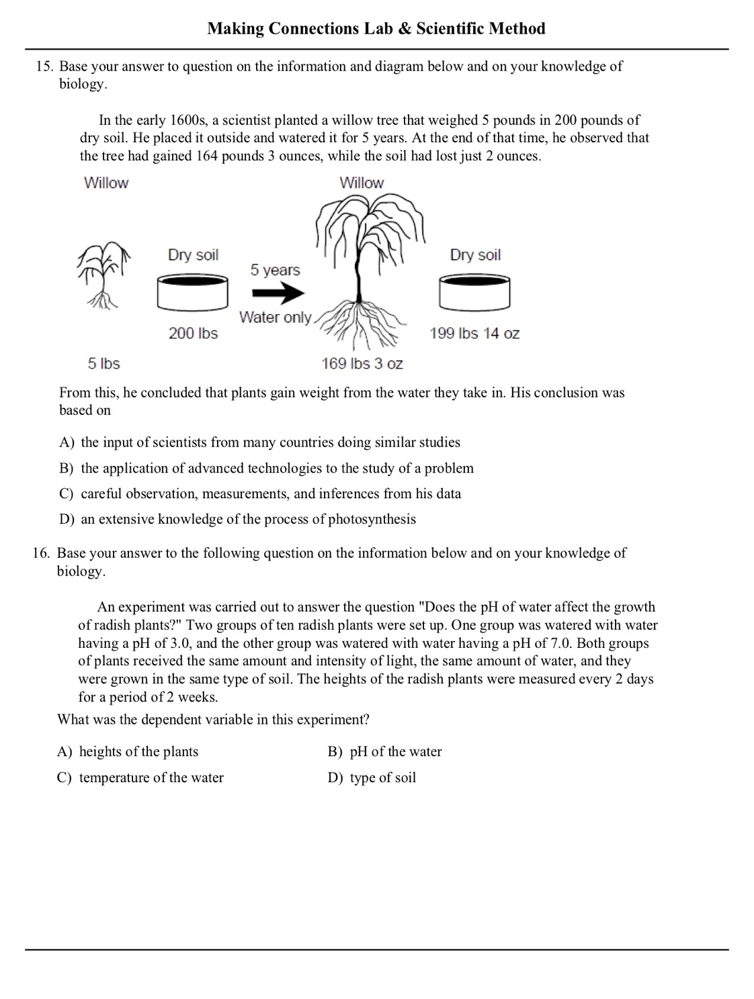 Making Connections Lab & Scientific Method
15. Base your answer to question on the information and diagram below and on your knowledge of
biology.
In the early 1600s, a scientist planted a willow tree that weighed 5 pounds in 200 pounds of
dry soil. He placed it outside and watered it for 5 years. At the end of that time, he observed that
the tree had gained 164 pounds 3 ounces, while the soil had lost just 2 ounces.
Willow
Willow
Dry soil
Dry soil
5 years
Water only
200 lbs
199 lbs 14 oz
5 lbs
169 lbs 3 oz
From this, he concluded that plants gain weight from the water they take in. His conclusion was
based on
A) the input of scientists from many countries doing similar studies
B) the application of advanced technologies to the study of a problem
C) careful observation, measurements, and inferences from his data
D) an extensive knowledge of the process of photosynthesis
16. Base your answer to the following question on the information below and on your knowledge of
biology.
An experiment was carried out to answer the question "Does the pH of water affect the growth
of radish plants?" Two groups of ten radish plants were set up. One group was watered with water
having a pH of 3.0, and the other group was watered with water having a pH of 7.0. Both groups
of plants received the same amount and intensity of light, the same amount of water, and they
were grown in the same type of soil. The heights of the radish plants were measured every 2 days
for a period of 2 weeks.
What was the dependent variable in this experiment?
A) heights of the plants
B) pH of the water
C) temperature of the water
D) type of soil